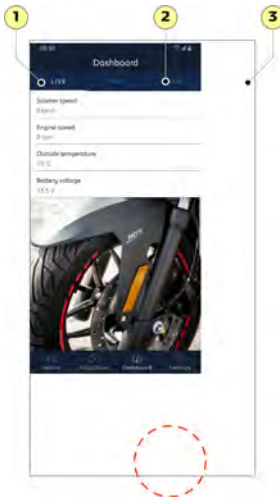 1
2
3
09:50
Dashboard
LIVE
Scooter speed
0 km/h
Engine speed
0 rpm
Outside temperature
Battery voltage
13.5 V
Dashboard
Settings